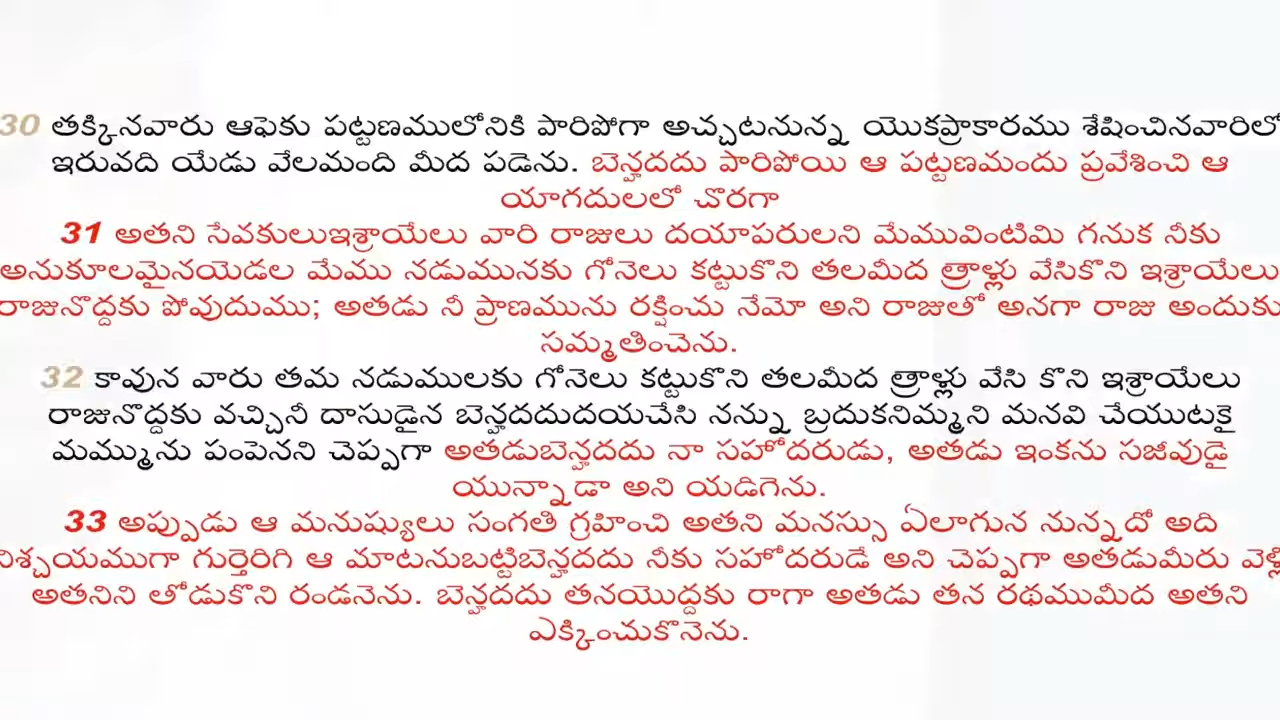 30 తక్కినవారు ఆఫెకు పట్టణములోనికి పారిపోగా అచ్చటనున్న యొకప్రాకారము శేషించినవారిలో
ఇరువది యేడు వేలమంది మీద పడెను. బెన్హదదు పారిపోయి ఆ పట్టణమందు ప్రవేశించి ఆ
యాగదులలో చొరగా
31 అతని సేవకులుఇశ్రాయేలు వారి రాజులు దయాపరులని మేమువింటిమి గనుక నీకు
అనుకూలమైనయెడల మేము నడుమునకు గోనెలు కట్టుకొని తలమీద త్రాళ్లు వేసికొని ఇశ్రాయేలు
రాజునొద్దకు పోవుదుము; అతడు నీ ప్రాణమును రక్షించు నేమో అని రాజుతో అనగా రాజు అందుకు
సమ్మతించెను.
32 కావున వారు తమ నడుములకు గోనెలు కట్టుకొని తలమీద త్రాళ్లు వేసి కొని ఇశ్రాయేలు
రాజునొద్దకు వచ్చినీ దాసుడైన బెన్హదదుదయచేసి నన్ను బ్రదుకనిమ్మని మనవి చేయుటకై
మమ్మును పంపెనని చెప్పగా అతడుబెన్హదదు నా సహోదరుడు, అతడు ఇంకను సజీవుడై
యున్నాడా అని యడిగెను.
33 అప్పుడు ఆ మనుష్యులు సంగతి గ్రహించి అతని మనస్సు ఏలాగున నున్నదో అది
నిశ్చయముగా గుర్తెరిగి ఆ మాటనుబట్టిబెన్హదదు నీకు సహోదరుడే అని చెప్పగా అతడుమీరు వెళ్లి
అతనిని తోడుకొని రండనెను. బెన్హదదు తనయొద్దకు రాగా అతడు తన రథముమీద అతని
ఎక్కించుకొనెను.